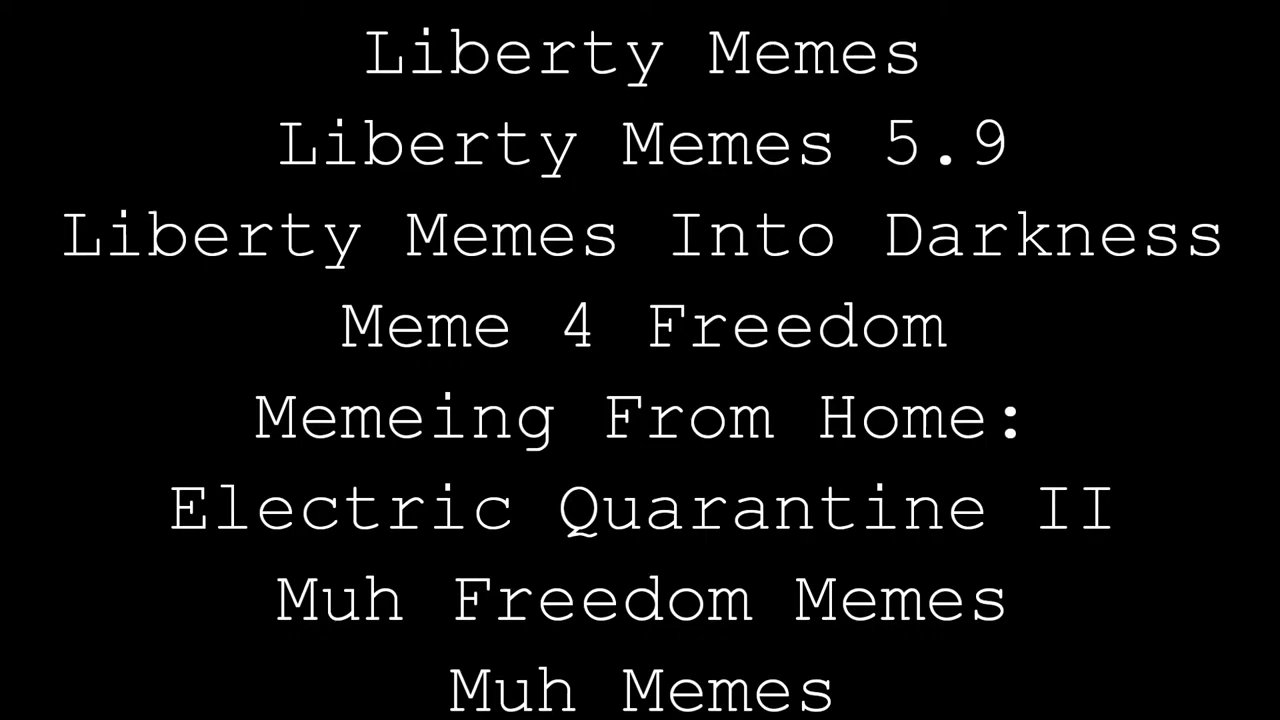 Liberty Memes
Liberty Memes 5.9
Liberty Memes Into Darkness
Meme 4 Freedom
Memeing From Home:
Electric Quarantine II
Muh Freedom Memes
Muh Memes